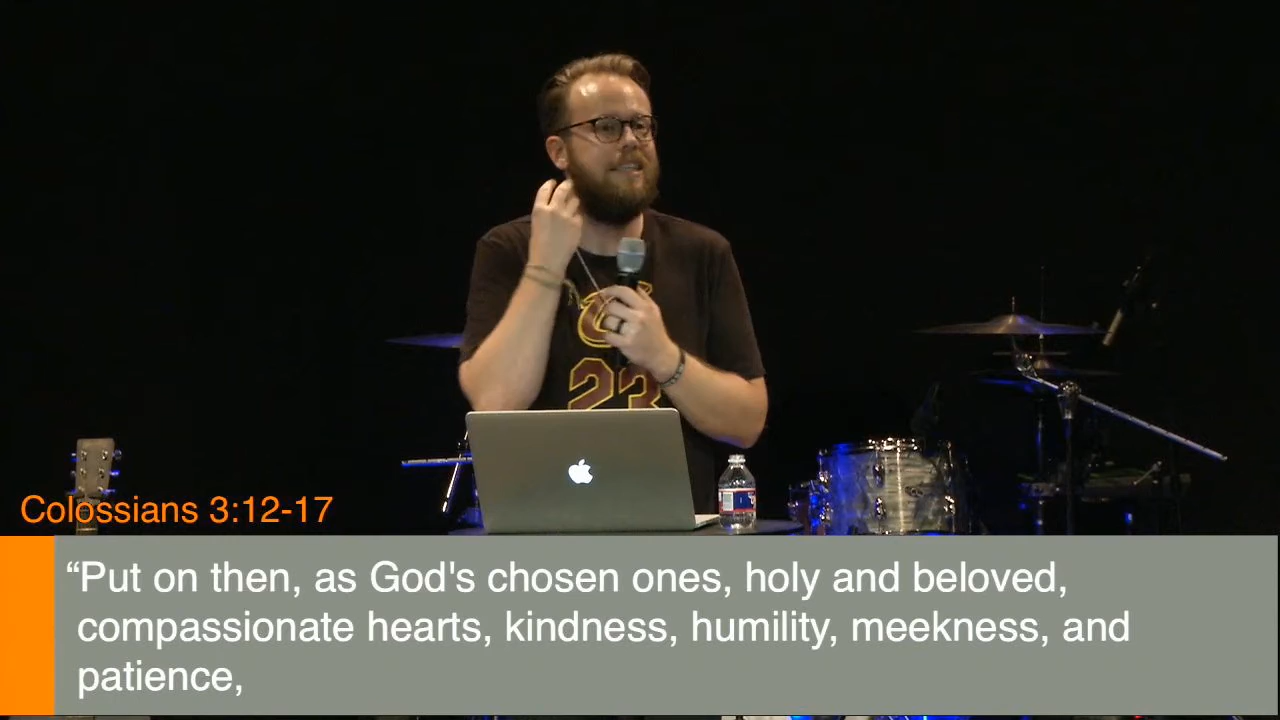 23
Colossians 3:12-17
“Put on then, as God's chosen ones, holy and beloved,
compassionate hearts, kindness, humility, meekness, and
patience,